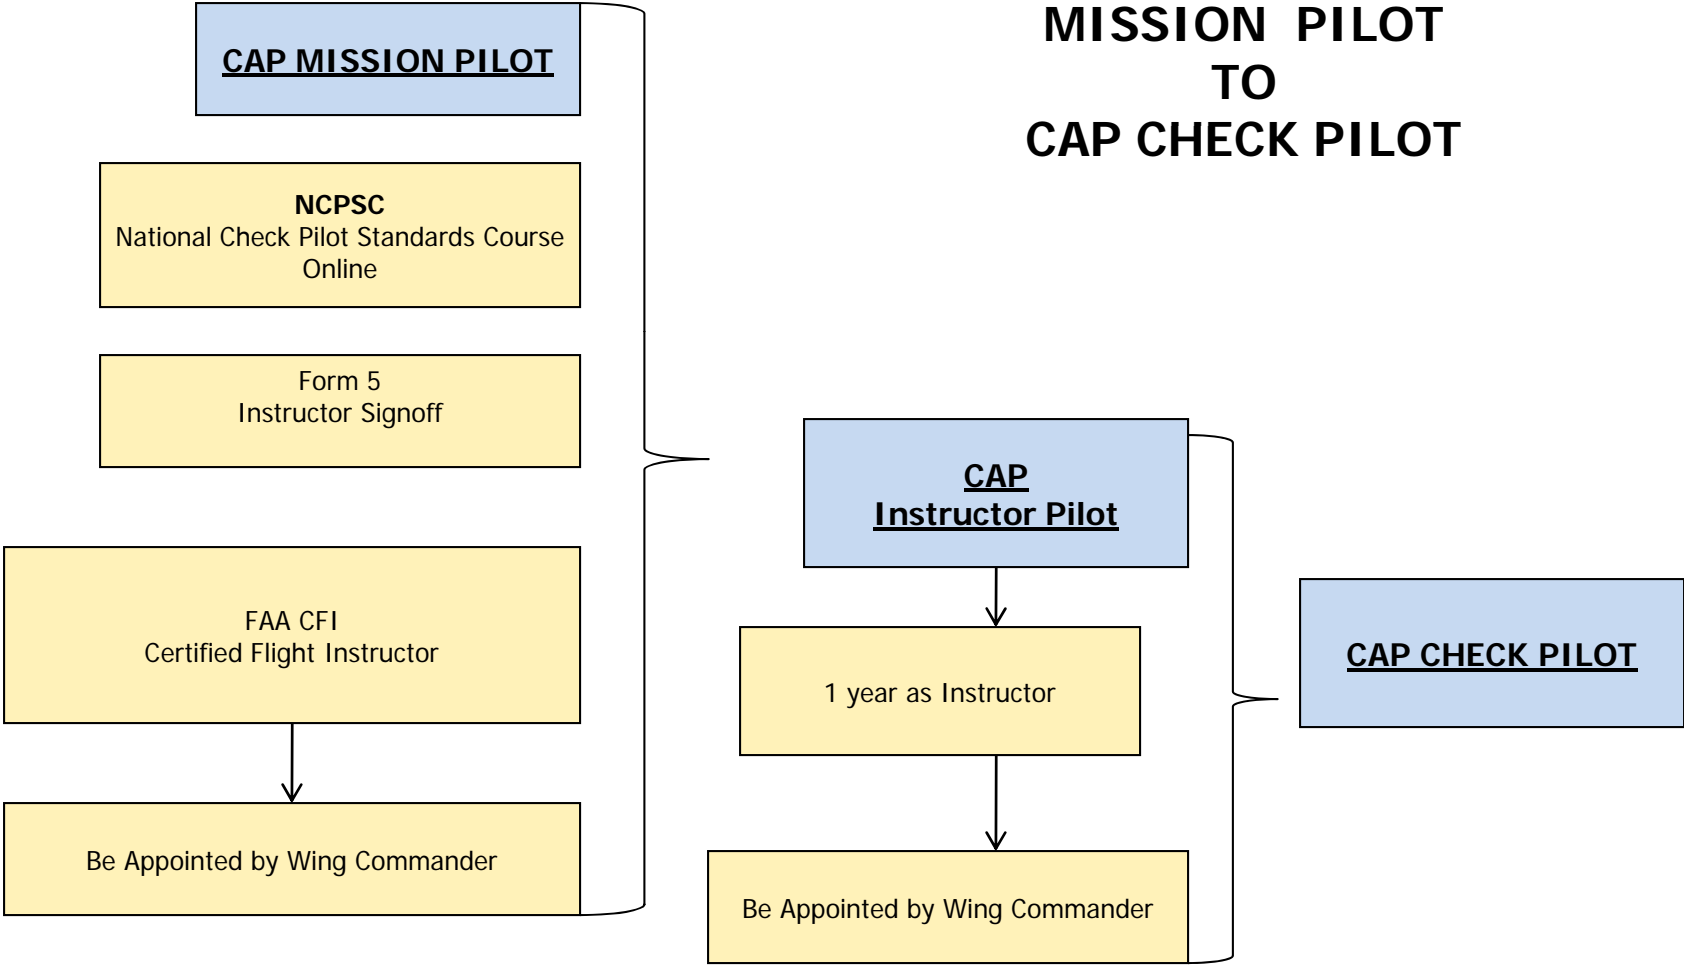 MISSION PILOT
TO
CAP CHECK PILOT
CAP MISSION PILOT
NCPSC
National Check Pilot Standards Course
Online
Form 5
Instructor Signoff
FAA CFI
Certified Flight Instructor
Be Appointed by Wing Commander
CAP
Instructor Pilot
1 year as Instructor
Be Appointed by Wing Commander
CAP CHECK PILOT